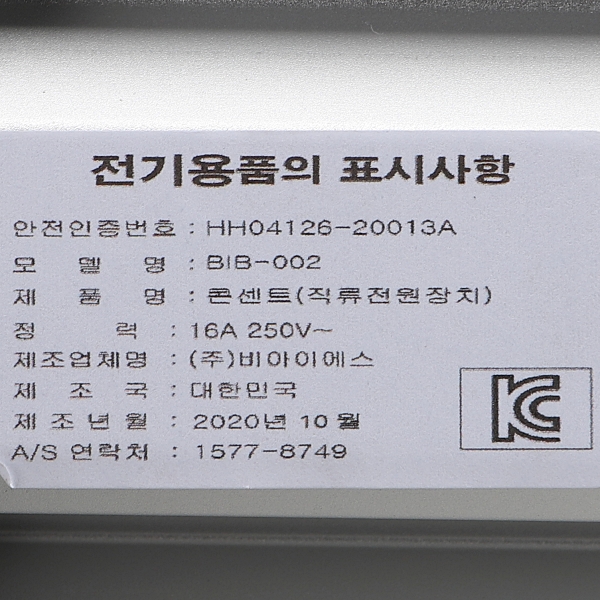 전기용품의 표시사항
안전인증번호 : HH04126-20013A
모 델 명 : BIB-002
제 품 명 : 콘센트(직류전원장치)
정 력 : 16A 250V~
제조업체명 : (주)비아이에스
제 조 국 : 대한민국
제 조 년 월 : 2020년 10 월
A/S 연락처 : 1577-8749
KC